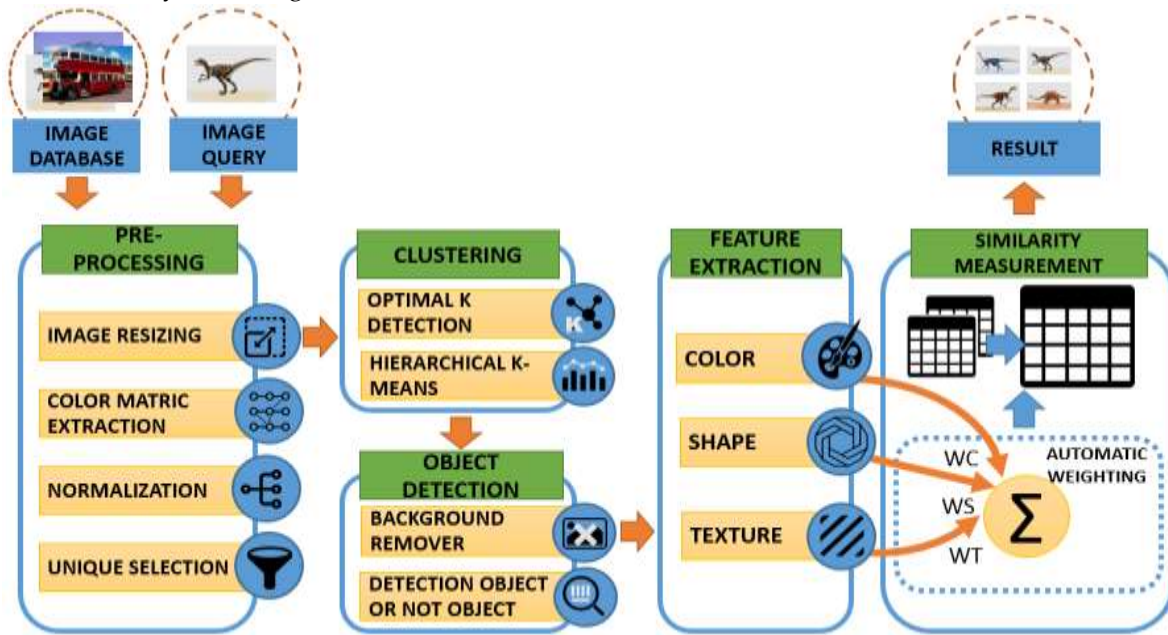 IMAGE
DATABASE
IMAGE
QUERY
RESULT
PRE-
PROCESSING
IMAGE RESIZING
COLOR MATRIC
EXTRACTION
NORMALIZATION
UNIQUE SELECTION
CLUSTERING
OPTIMAL K
DETECTION
K
HIERARCHICAL K-
MEANS
OBJECT
DETECTION
BACKGROUND
REMOVER
DETECTION OBJECT
OR NOT OBJECT
FEATURE
EXTRACTION
COLOR
SHAPE
TEXTURE
SIMILARITY
MEASUREMENT
AUTOMATIC
WEIGHTING
WC
WS
WT
Σ